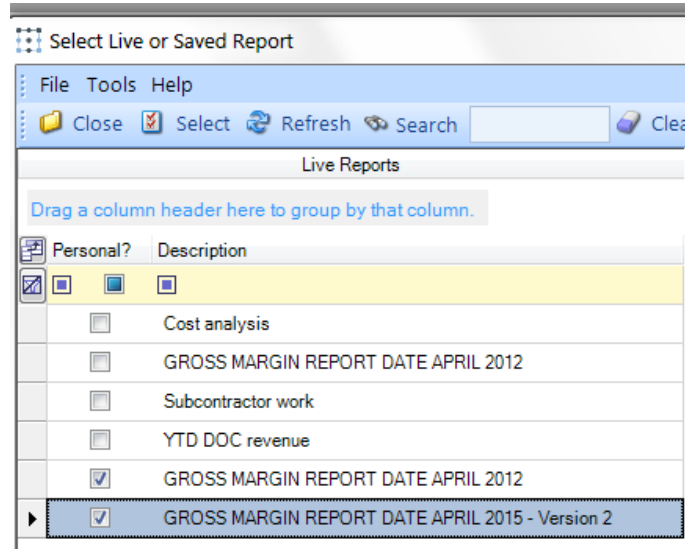 Select Live or Saved Report
File Tools Help
Close Select Refresh Search Clea
Live Reports
Drag a column header here to group by that column.
Personal? Description
Cost analysis
GROSS MARGIN REPORT DATE APRIL 2012
Subcontractor work
YTD DOC revenue
GROSS MARGIN REPORT DATE APRIL 2012
GROSS MARGIN REPORT DATE APRIL 2015 - Version 2